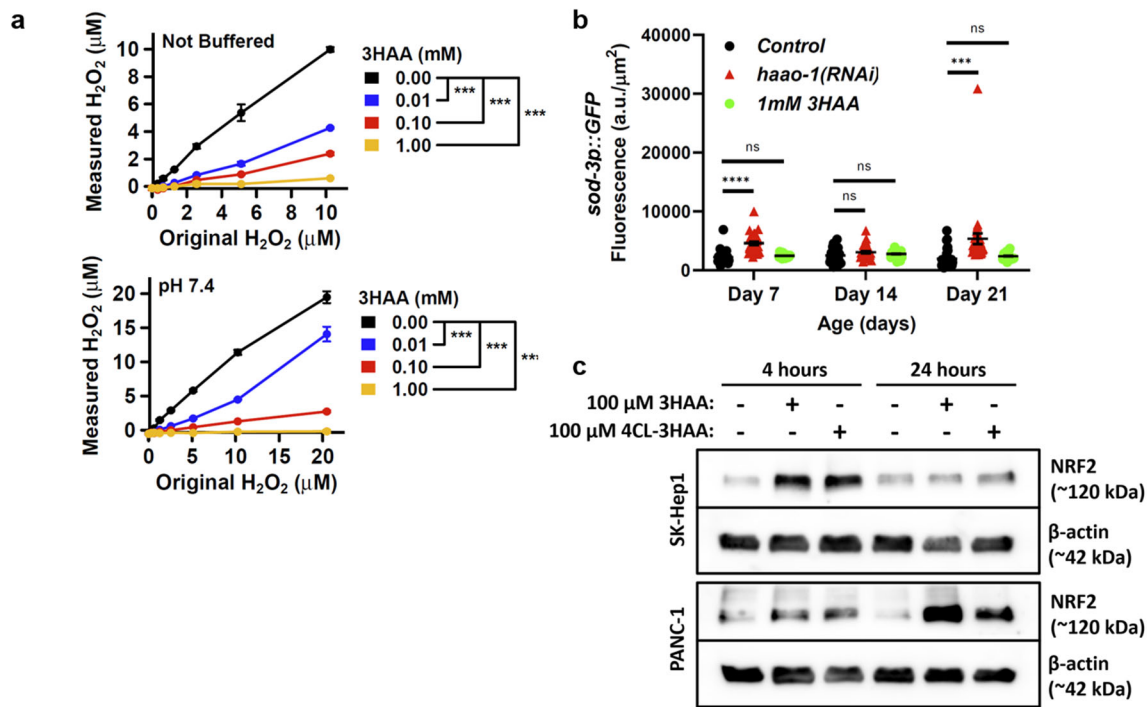 a
Not Buffered
Measured H₂O₂ (μM)
10
8
6
4
2
0
0 2 4 6 8 10
Original H₂O₂ (μM)
3HAA (mM)
0.00
0.01
0.10
1.00
***
***
***
pH 7.4
Measured H₂O₂ (μM)
20
15
10
5
0
0 5 10 15 20
Original H₂O₂ (μM)
3HAA (mM)
0.00
0.01
0.10
1.00
***
***
b
sod-3p::GFP
Fluorescence (a.u./μm²)
40000
30000
20000
10000
0
Control
haao-1(RNAi)
1mM 3HAA
ns
****
ns
ns
ns
***
Day 7 Day 14 Day 21
Age (days)
c
4 hours 24 hours
100 μM 3HAA: - + - - + -
100 μM 4CL-3HAA: - - + - - +
SK-Hep1
NRF2
(~120 kDa)
β-actin
(~42 kDa)
PANC-1
NRF2
(~120 kDa)
β-actin
(~42 kDa)